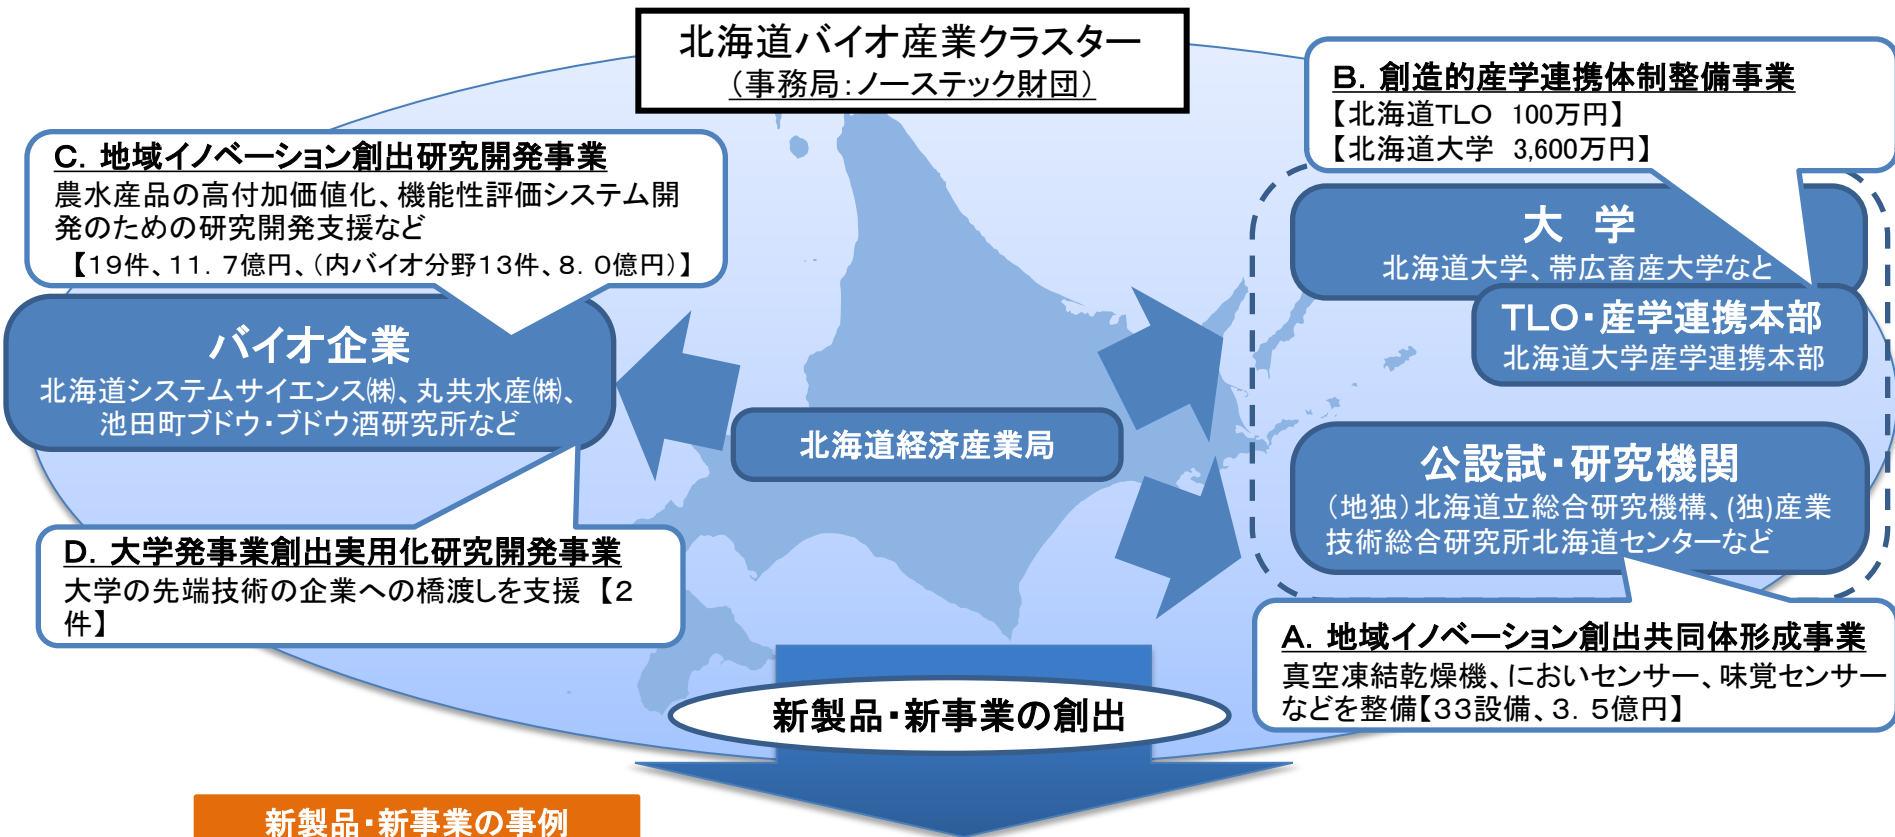 北海道バイオ産業クラスター
（事務局：ノーステック財団）
B．創造的産学連携体制整備事業
【北海道TLO　100万円】
【北海道大学　3,600万円】
C．地域イノベーション創出研究開発事業
農水産品の高付加価値化、機能性評価システム開
発のための研究開発支援など
【19件、11．7億円、（内バイオ分野13件、8．0億円）】
大　学
北海道大学、帯広畜産大学など
TLO・産学連携本部
北海道大学産学連携本部
バイオ企業
北海道システムサイエンス㈱、丸共水産㈱、
池田町ブドウ・ブドウ酒研究所など
北海道経済産業局
公設試・研究機関
（地独）北海道立総合研究機構、(独)産業
技術総合研究所北海道センターなど
D．大学発事業創出実用化研究開発事業
大学の先端技術の企業への橋渡しを支援　【２
件】
A．地域イノベーション創出共同体形成事業
真空凍結乾燥機、においセンサー、味覚センサー
などを整備【33設備、3．5億円】
新製品・新事業の創出
新製品・新事業の事例